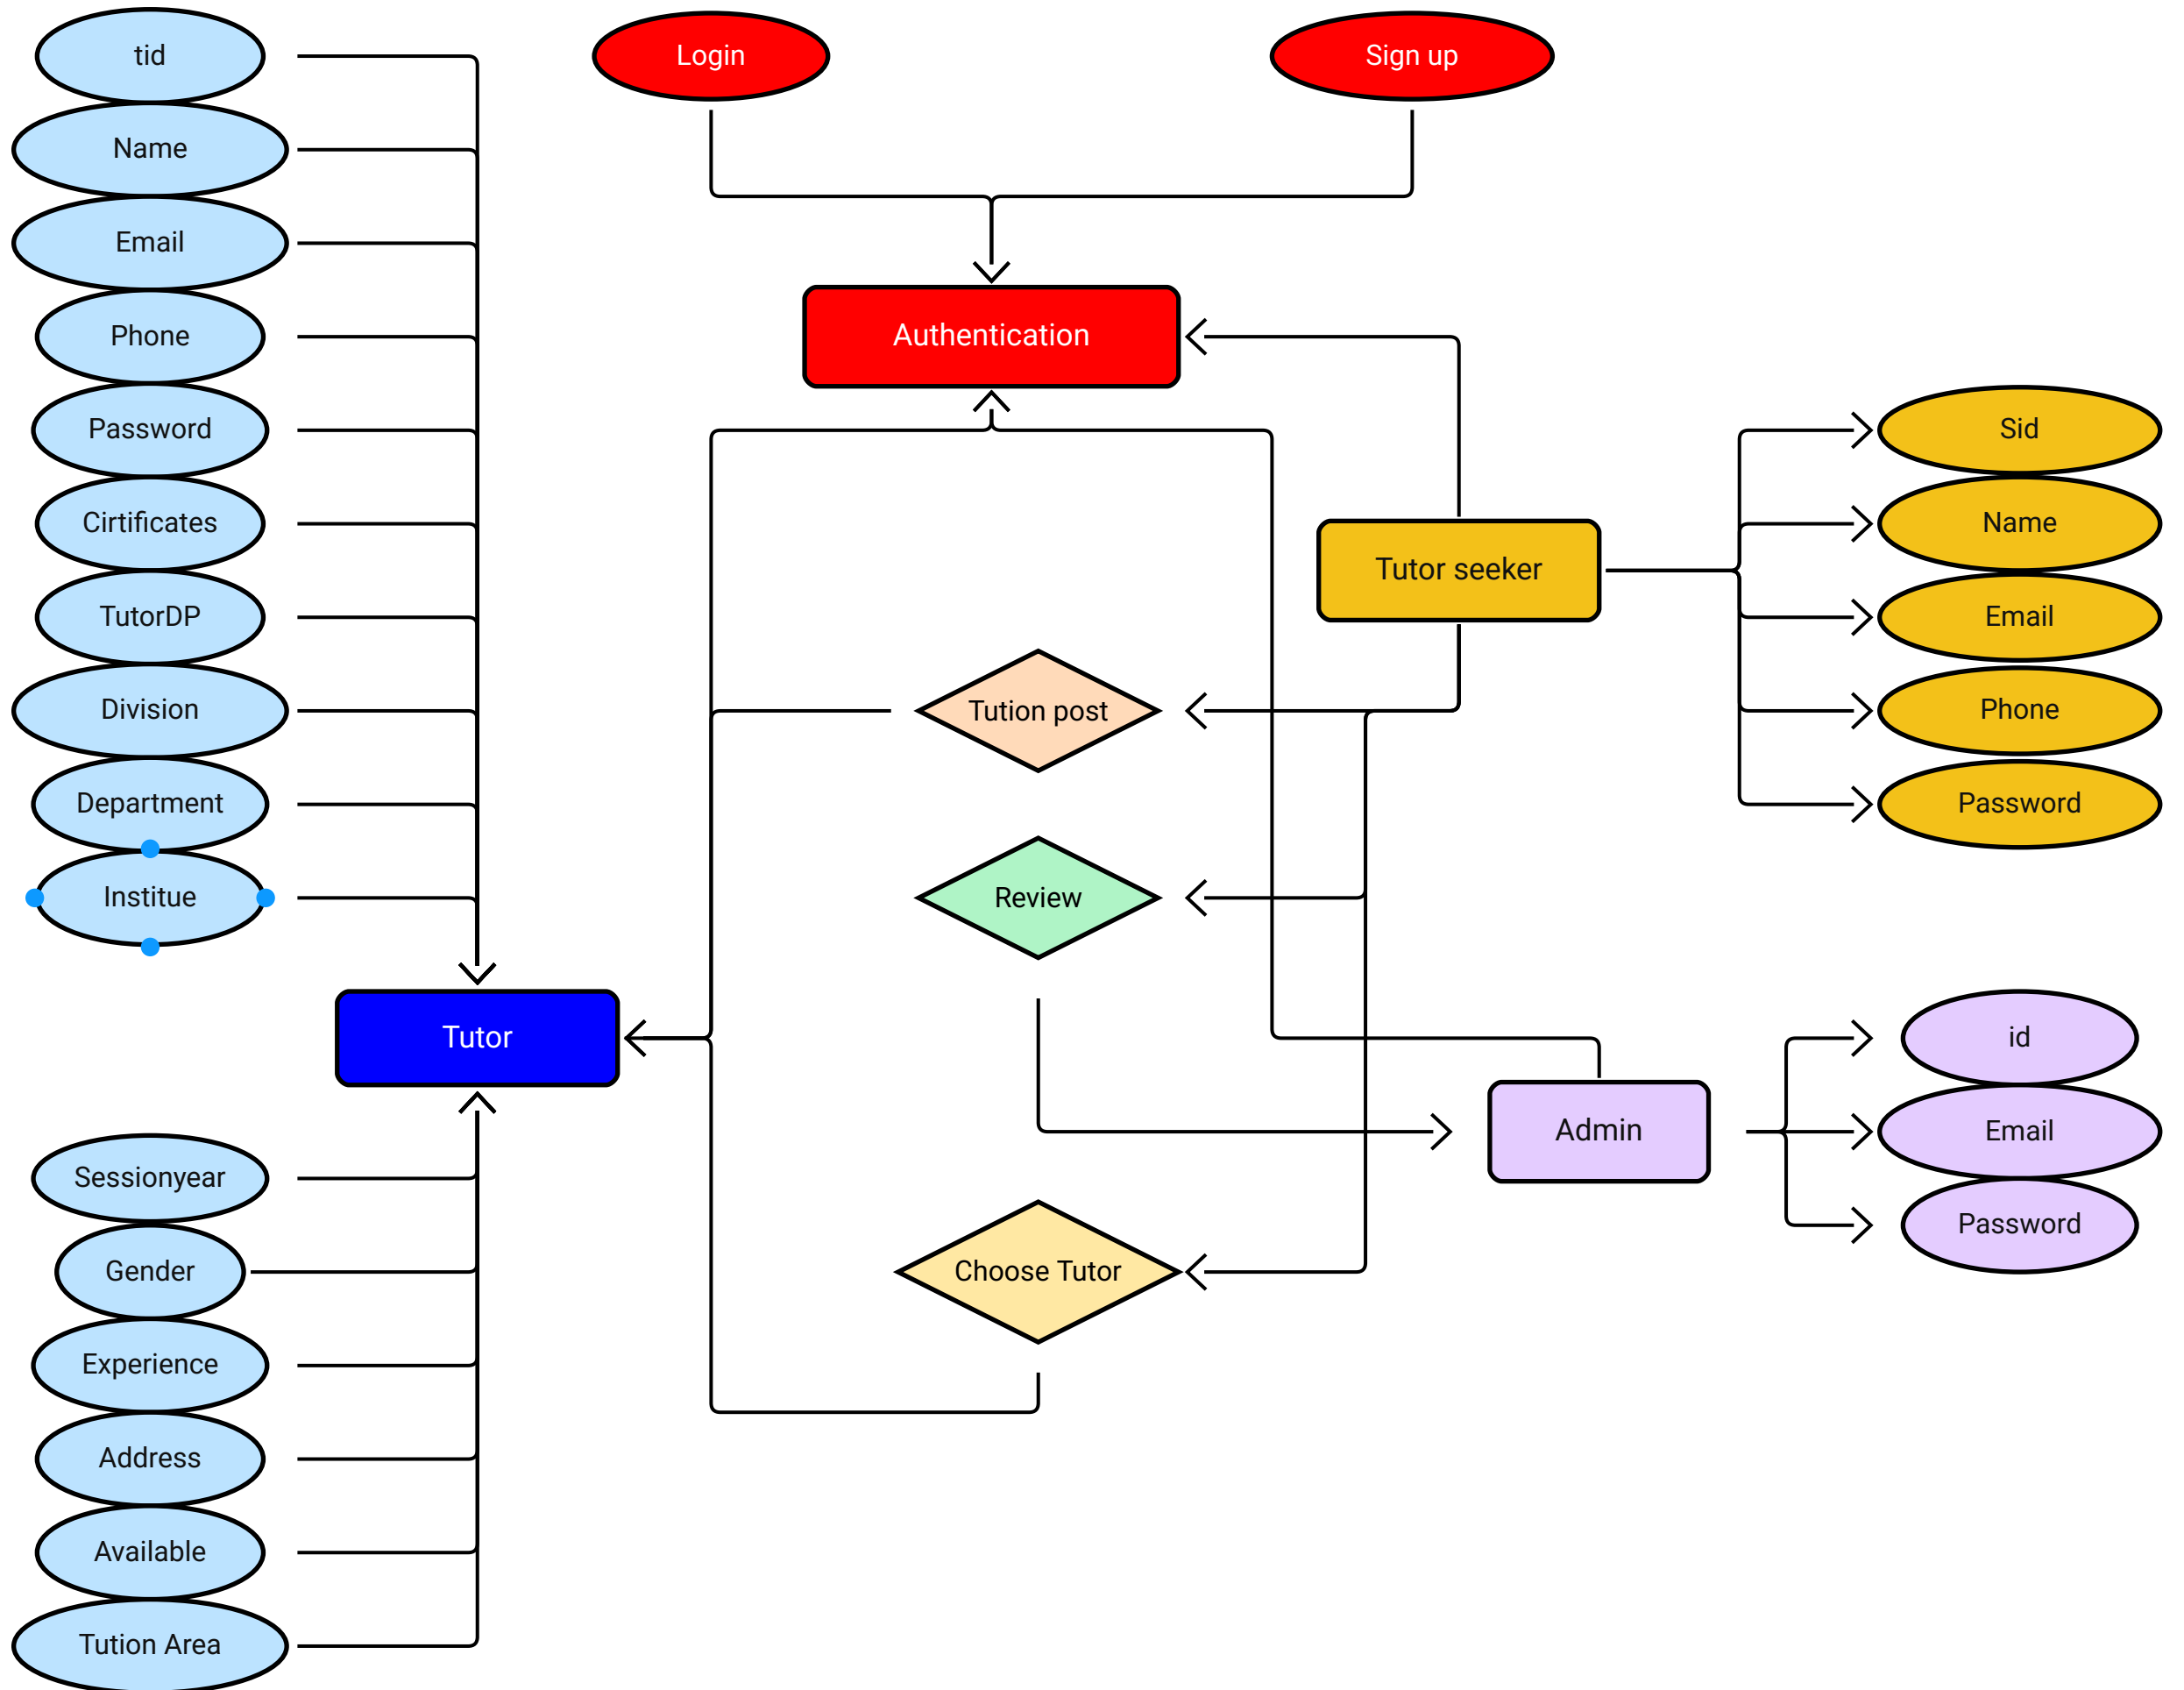 tid
Name
Email
Phone
Password
Cirtificates
TutorDP
Division
Department
Institue
Tutor
Sessionyear
Gender
Experience
Address
Available
Tution Area
Login
Sign up
Authentication
Tutor seeker
Tution post
Review
Choose Tutor
Admin
Sid
Name
Email
Phone
Password
id
Email
Password